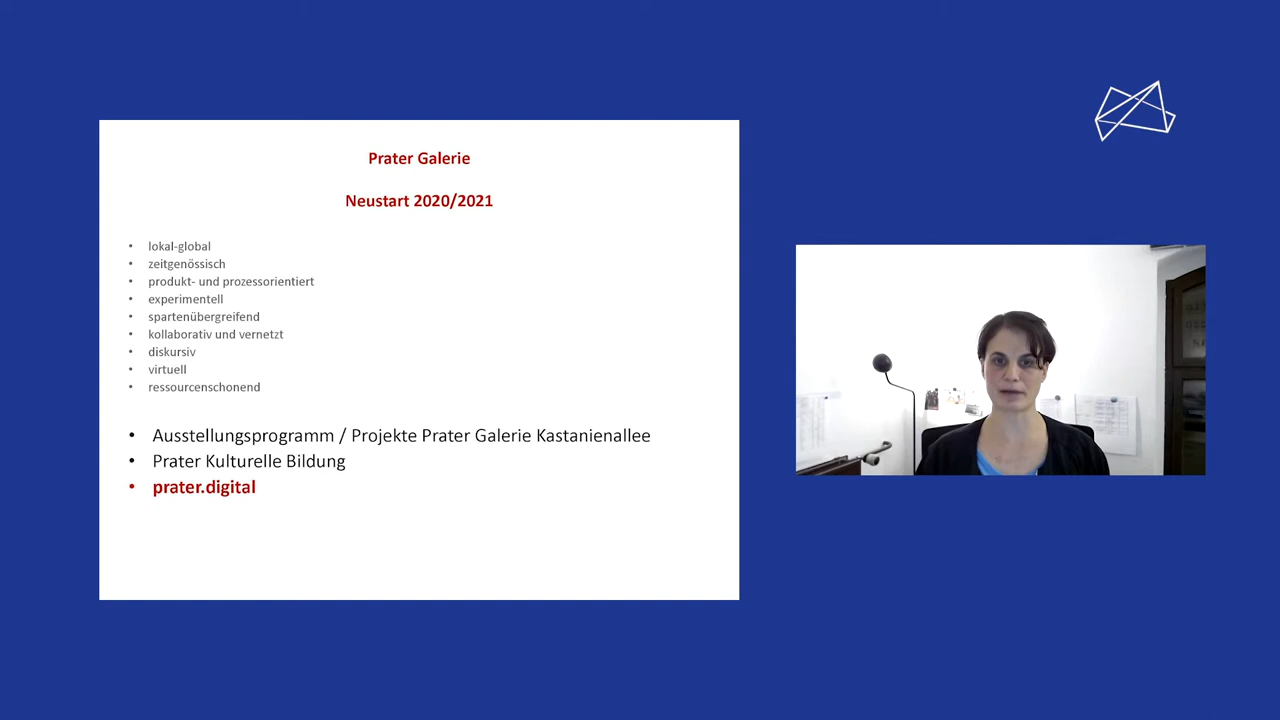 Prater Galerie
Neustart 2020/2021
• lokal-global
• zeitgenössisch
• produkt- und prozessorientiert
• experimentell
• spartenübergreifend
• kollaborativ und vernetzt
• diskursiv
• virtuell
• ressourcenschonend
• Ausstellungsprogramm / Projekte Prater Galerie Kastanienallee
• Prater Kulturelle Bildung
• prater.digital